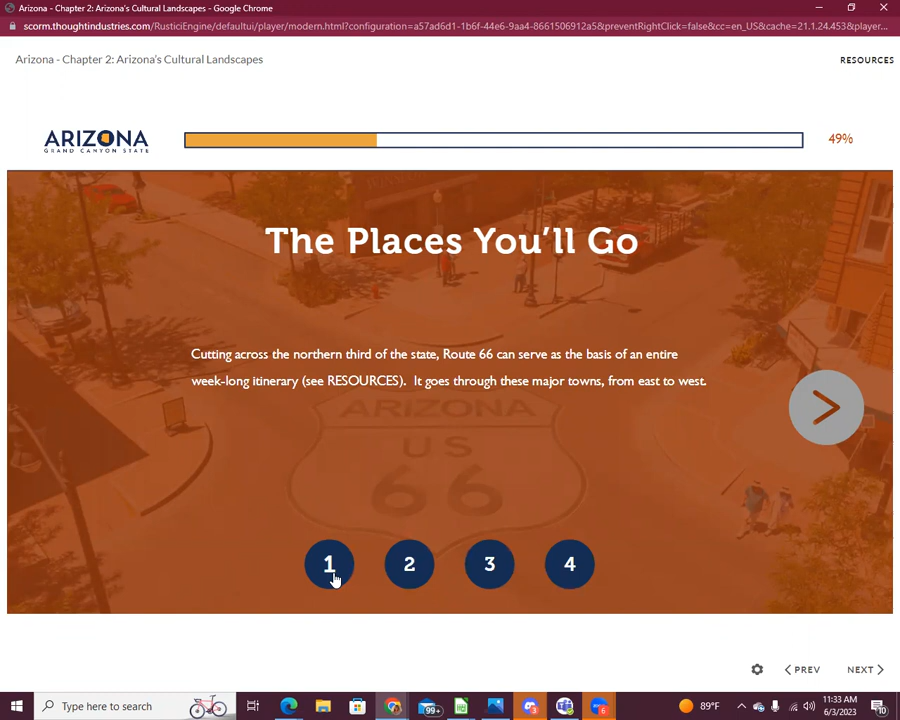 Arizona - Chapter 2: Arizona's Cultural Landscapes - Google Chrome
scorm.thoughtindustries.com/RusticiEngine/defaultui/player/modern.html?configuration=a57ad6d1-1b6f-44e6-9aa4-8661506912a5&preventRightClick=false&cc=en_US&cache=21.1.24.453&player...
Arizona - Chapter 2: Arizona's Cultural Landscapes
RESOURCES
ARIZONA
GRAND CANYON STATE
49%
The Places You'll Go
Cutting across the northern third of the state, Route 66 can serve as the basis of an entire
week-long itinerary (see RESOURCES). It goes through these major towns, from east to west.
ARIZONA
US
66
1
2
3
4
PREV
NEXT
Type here to search
99+
3
6
89°F
11:33 AM
6/3/2023
10